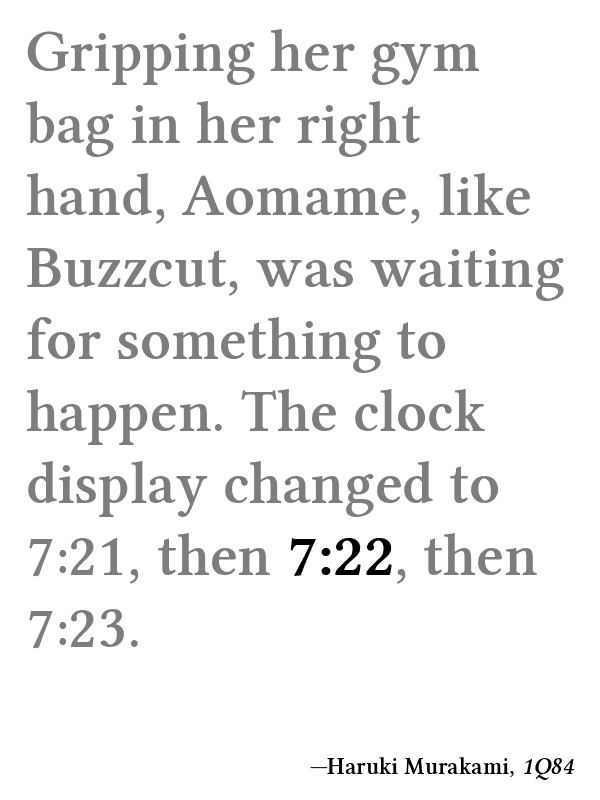 Gripping her gym
bag in her right
hand, Aomame, like
Buzzcut, was waiting
for something to
happen. The clock
display changed to
7:21, then 7:22, then
7:23.
—Haruki Murakami, 1Q84